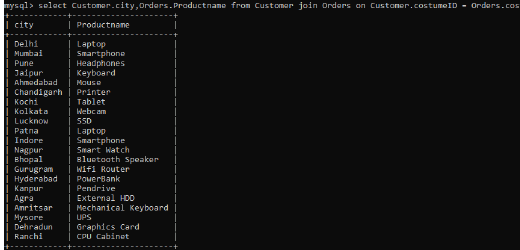 mysql> select Customer.city,Orders.Productname from Customer join Orders on Customer.costumeID = Orders.cos
+------------+---------------------+
| city | Productname |
+------------+---------------------+
| Delhi | Laptop |
| Mumbai | Smartphone |
| Pune | Headphones |
| Jaipur | Keyboard |
| Ahmedabad | Mouse |
| Chandigarh | Printer |
| Kochi | Tablet |
| Kolkata | Webcam |
| Lucknow | SSD |
| Patna | Laptop |
| Indore | Smartphone |
| Nagpur | Smart Watch |
| Bhopal | Bluetooth Speaker |
| Gurugram | Wifi Router |
| Hyderabad | PowerBank |
| Kanpur | Pendrive |
| Agra | External HDD |
| Amritsar | Mechanical Keyboard |
| Mysore | UPS |
| Dehradun | Graphics Card |
| Ranchi | CPU Cabinet |
+------------+---------------------+